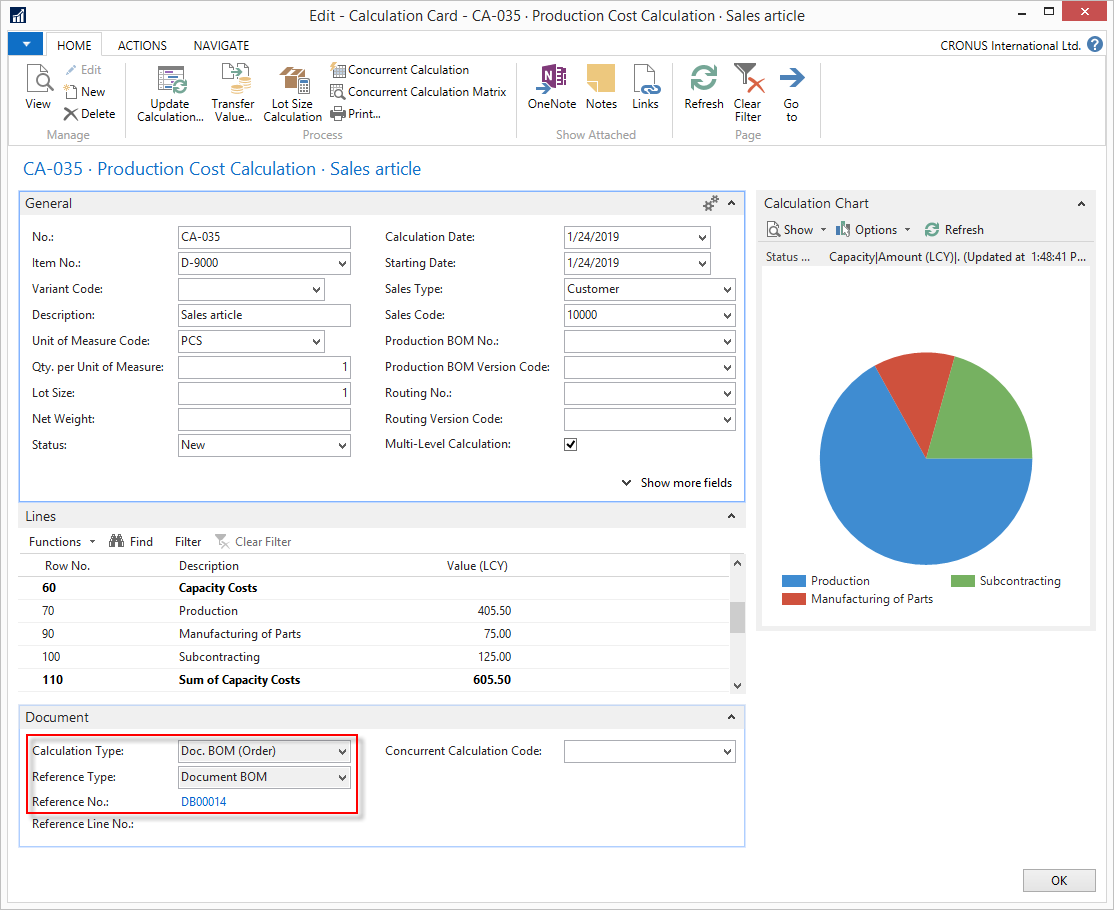 Edit - Calculation Card - CA-035 · Production Cost Calculation · Sales article
HOME ACTIONS NAVIGATE CRONUS International Ltd.
View Edit New Delete
Manage
Update Calculation... Transfer Value... Lot Size Calculation
Concurrent Calculation
Concurrent Calculation Matrix
Print...
Process
OneNote Notes Links
Show Attached
Refresh Clear Filter Go to
Page
CA-035 · Production Cost Calculation · Sales article
General
No.: CA-035
Item No.: D-9000
Variant Code:
Description: Sales article
Unit of Measure Code: PCS
Qty. per Unit of Measure: 1
Lot Size: 1
Net Weight:
Status: New
Calculation Date: 1/24/2019
Starting Date: 1/24/2019
Sales Type: Customer
Sales Code: 10000
Production BOM No.:
Production BOM Version Code:
Routing No.:
Routing Version Code:
Multi-Level Calculation:
Show more fields
Lines
Functions Find Filter Clear Filter
Row No. Description Value (LCY)
60 Capacity Costs
70 Production 405.50
90 Manufacturing of Parts 75.00
100 Subcontracting 125.00
110 Sum of Capacity Costs 605.50
Document
Calculation Type: Doc. BOM (Order)
Reference Type: Document BOM
Reference No.: DB00014
Reference Line No.:
Concurrent Calculation Code:
Calculation Chart
Show Options Refresh
Status ... Capacity|Amount (LCY)|. (Updated at 1:48:41 P...
Production Subcontracting
Manufacturing of Parts
OK